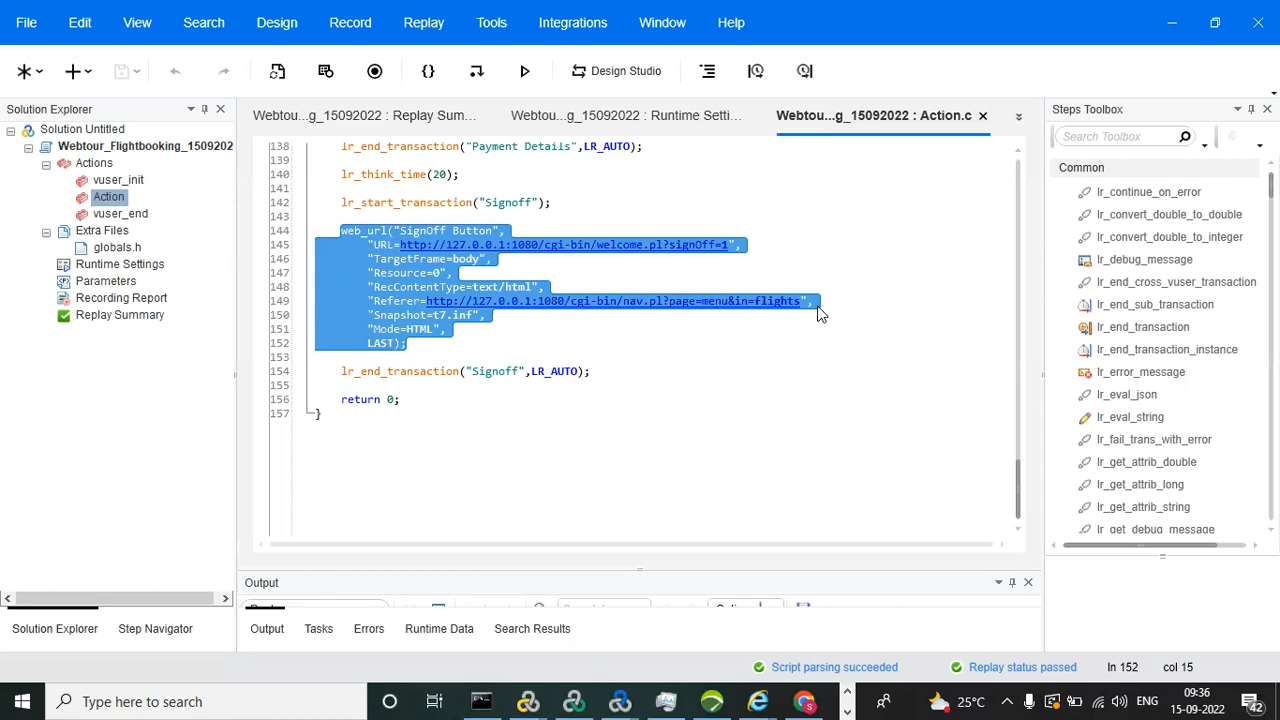 File Edit View Search Design Record Replay Tools Integrations Window Help
Design Studio
Solution Explorer
Solution Untitled
Webtour_Flightbooking_15092022
Actions
vuser_init
Action
vuser_end
Extra Files
globals.h
Runtime Settings
Parameters
Recording Report
Replay Summary
Solution Explorer Step Navigator
Webtou...g_15092022 : Replay Sum... Webtou...g_15092022 : Runtime Setti... Webtou...g_15092022 : Action.c
138 lr_end_transaction("Payment Details",LR_AUTO);
139
140 lr_think_time(20);
141
142 lr_start_transaction("Signoff");
143
144 web_url("SignOff Button",
145 "URL=http://127.0.0.1:1080/cgi-bin/welcome.pl?signOff=1",
146 "TargetFrame=body",
147 "Resource=0",
148 "RecContentType=text/html",
149 "Referer=http://127.0.0.1:1080/cgi-bin/nav.pl?page=menu&in=flights",
150 "Snapshot=t7.inf",
151 "Mode=HTML",
152 LAST);
153
154 lr_end_transaction("Signoff",LR_AUTO);
155
156 return 0;
157 }
Output
Output Tasks Errors Runtime Data Search Results
Steps Toolbox
Search Toolbox
Common
lr_continue_on_error
lr_convert_double_to_double
lr_convert_double_to_integer
lr_debug_message
lr_end_cross_vuser_transaction
lr_end_sub_transaction
lr_end_transaction
lr_end_transaction_instance
lr_error_message
lr_eval_json
lr_eval_string
lr_fail_trans_with_error
lr_get_attrib_double
lr_get_attrib_long
lr_get_attrib_string
lr_get_debug_message
Script parsing succeeded Replay status passed ln 152 col 15
Type here to search
25°C
ENG
09:36
15-09-2022
42